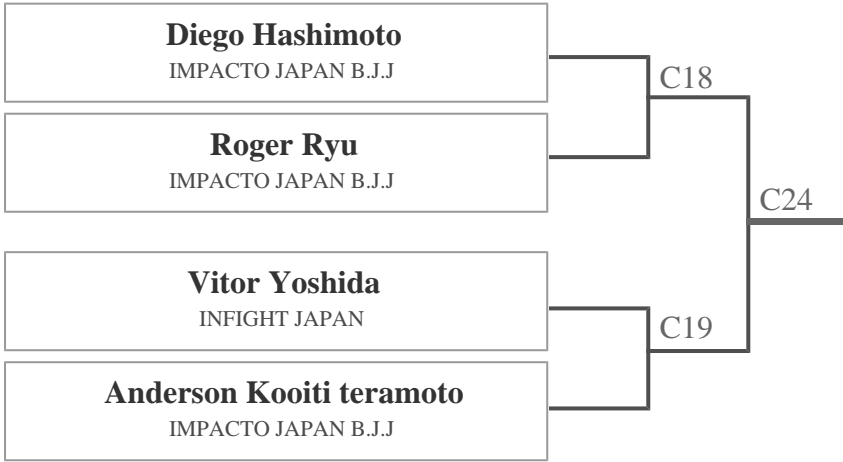 Diego Hashimoto
IMPACTO JAPAN B.J.J
C18
Roger Ryu
IMPACTO JAPAN B.J.J
C24
Vitor Yoshida
INFIGHT JAPAN
C19
Anderson Kooiti teramoto
IMPACTO JAPAN B.J.J